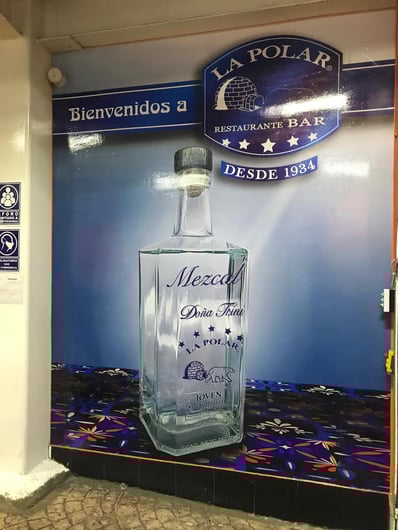 LA POLAR
Bienvenidos a
RESTAURANTE BAR
DESDE 1934
Mezcal
Doña Trini
LA POLAR
JOVEN